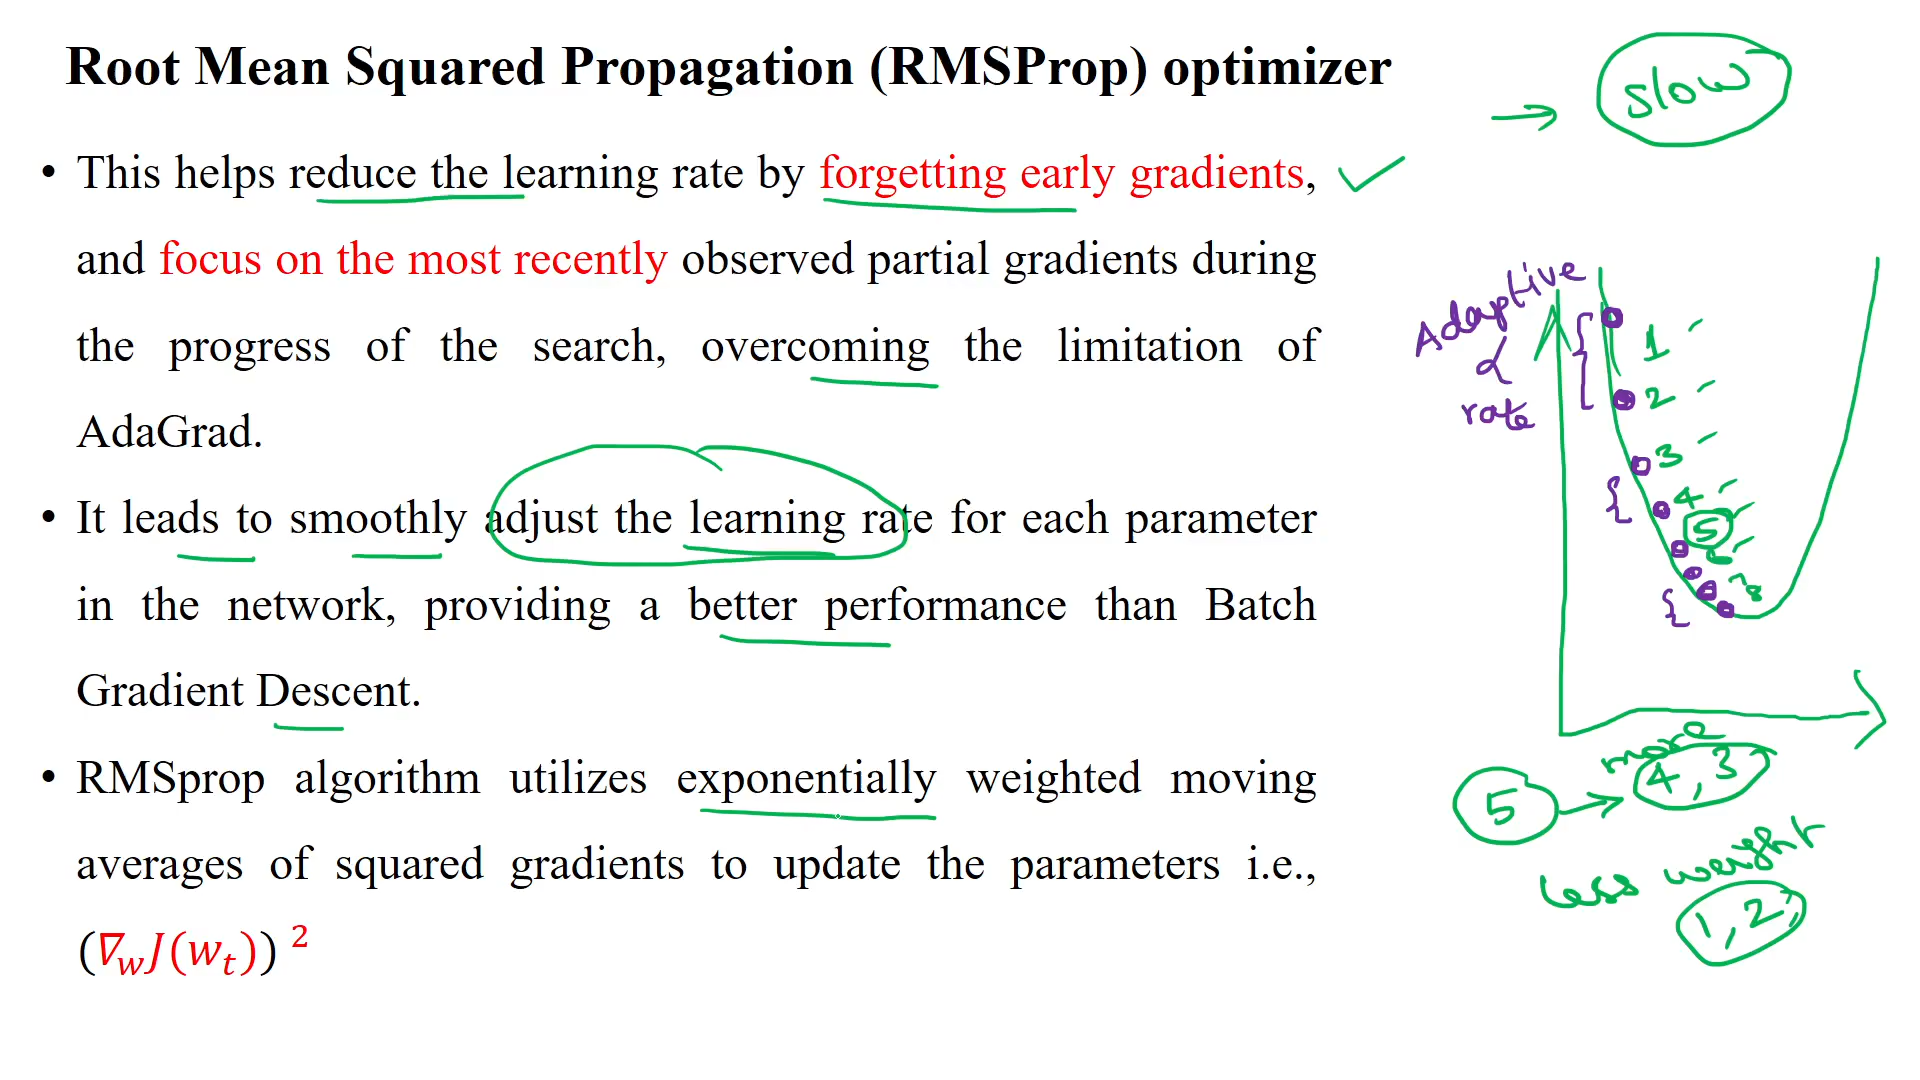 Root Mean Squared Propagation (RMSProp) optimizer
slow
• This helps reduce the learning rate by forgetting early gradients,
and focus on the most recently observed partial gradients during
the progress of the search, overcoming the limitation of
AdaGrad.
• It leads to smoothly adjust the learning rate for each parameter
in the network, providing a better performance than Batch
Gradient Descent.
• RMSprop algorithm utilizes exponentially weighted moving
averages of squared gradients to update the parameters i.e.,
(∇wJ(wt)) 2
Adaptive
α
rate
1
2
3
4
5
6
7
8
more
5 → 4, 3
less weight
1, 2,